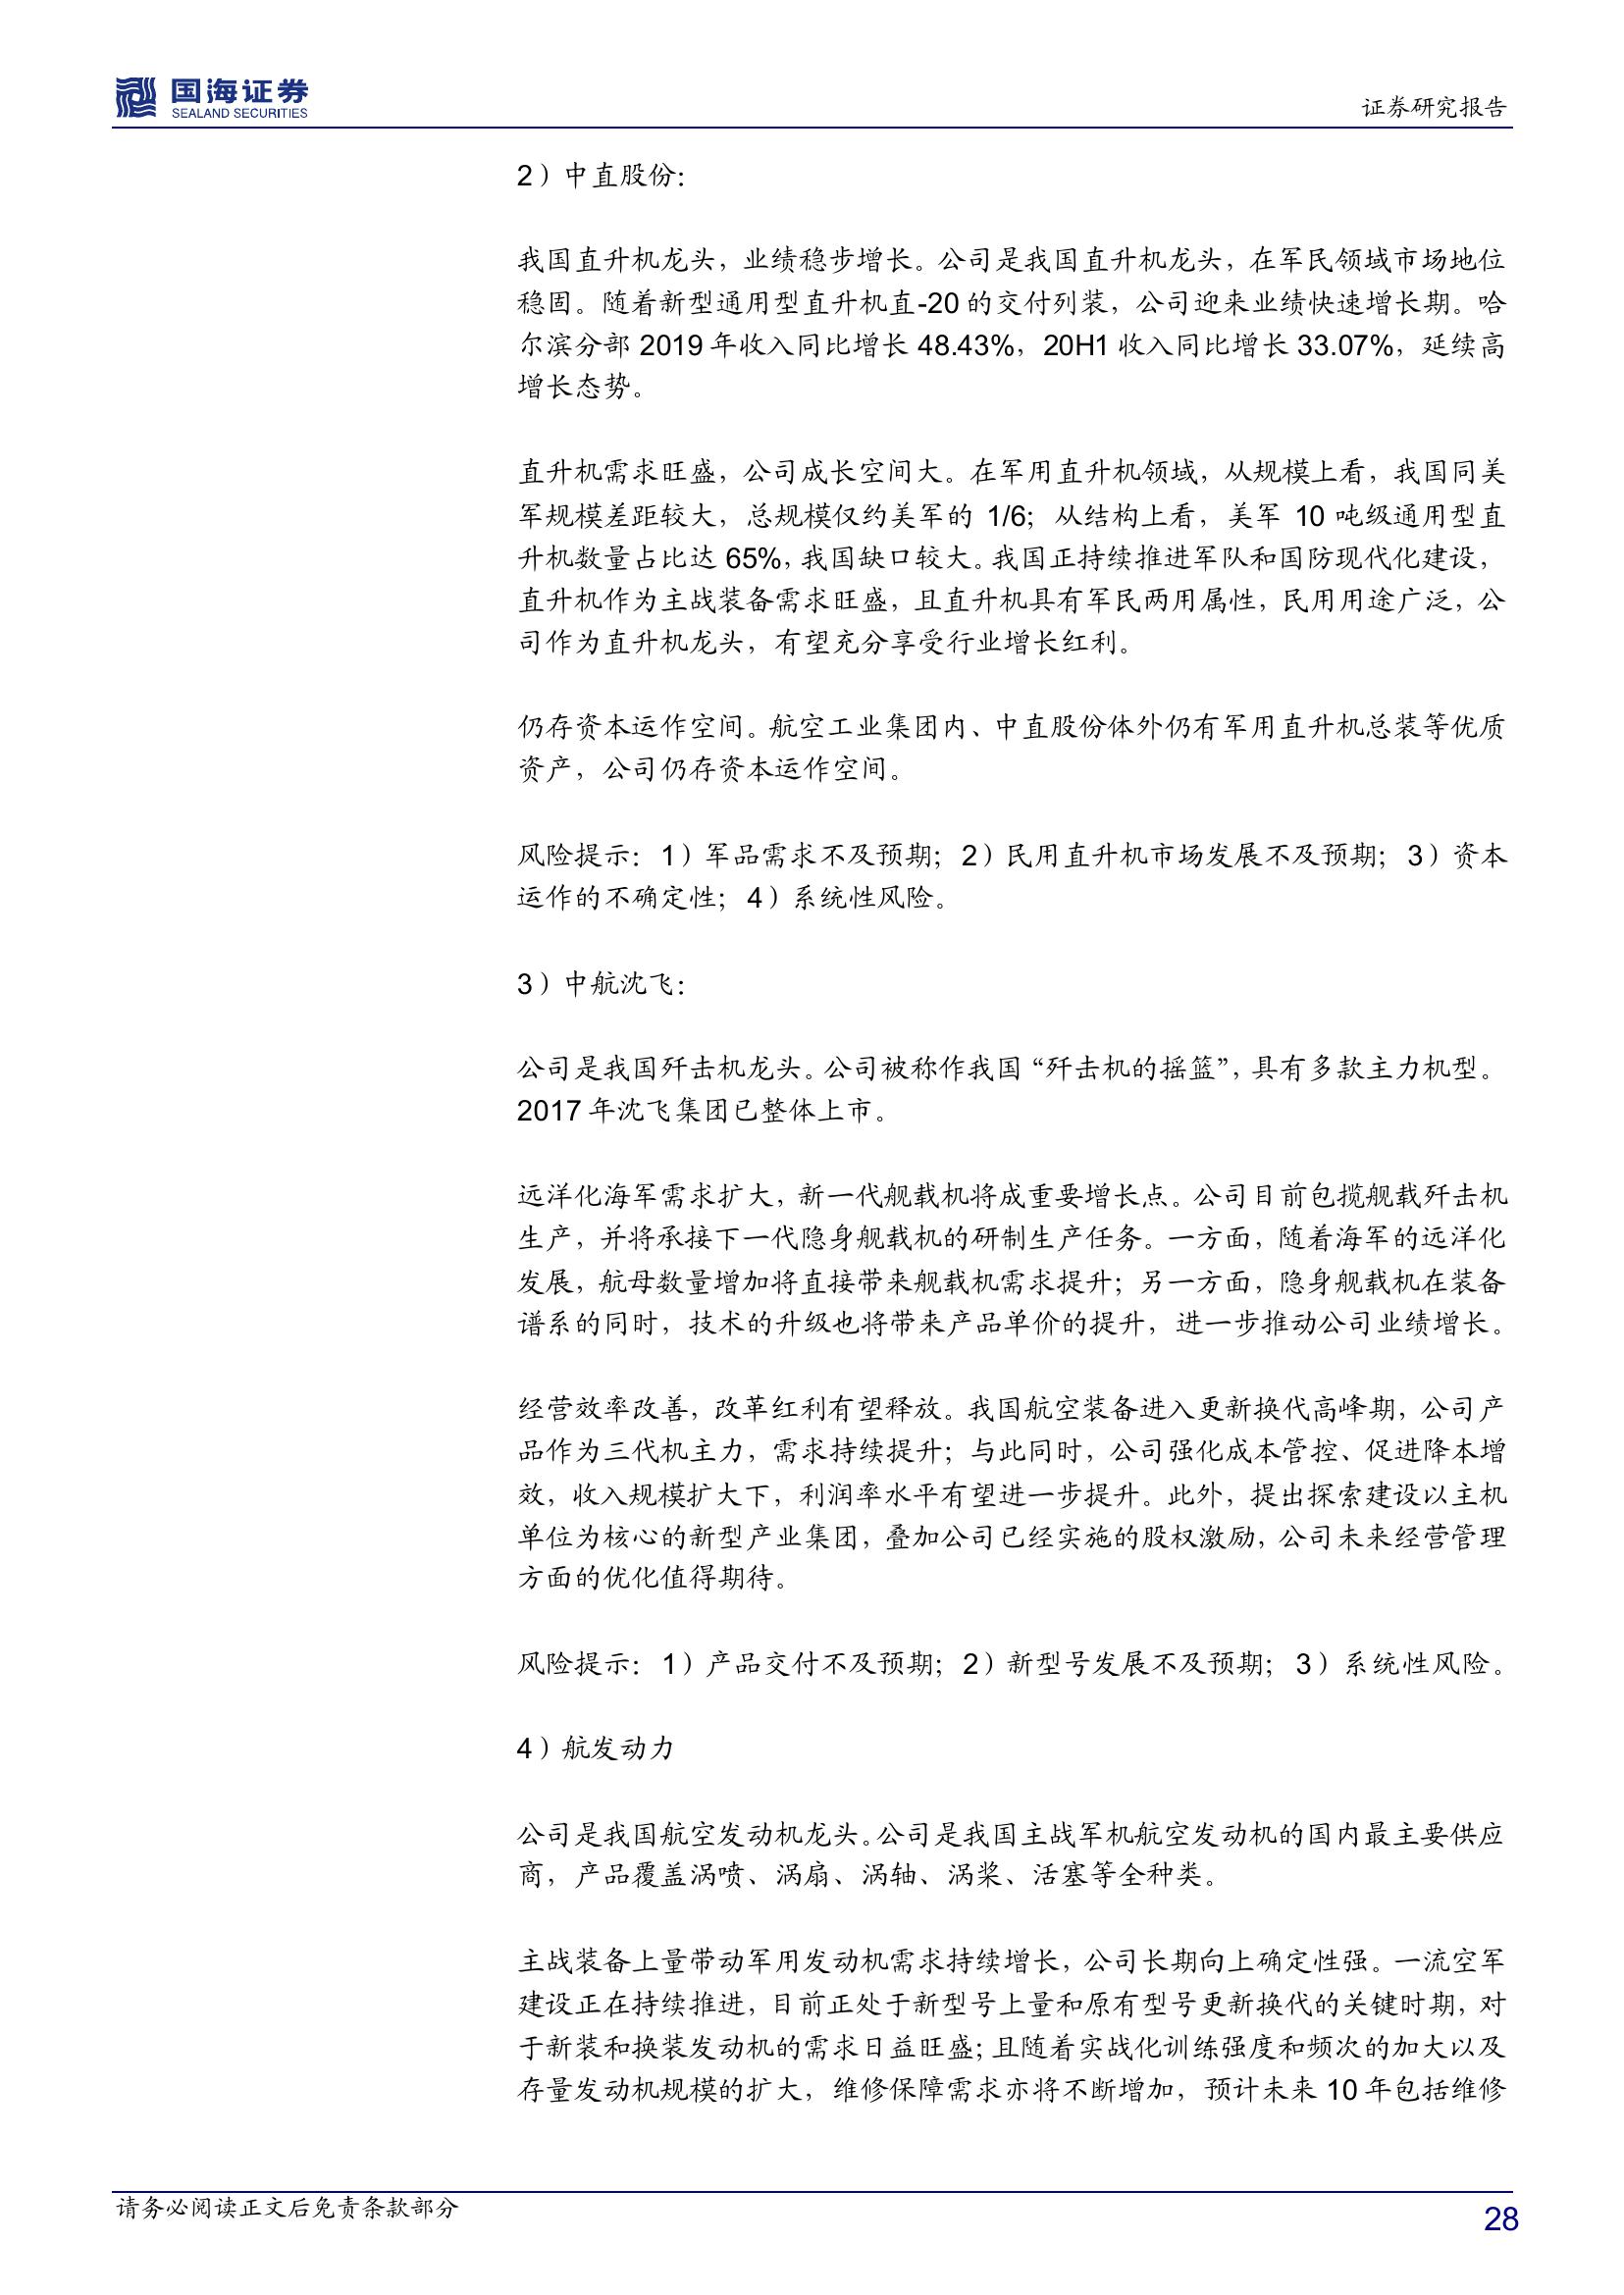 国海证券
SEALAND SECURITIES
证券研究报告
2）中直股份：
我国直升机龙头，业绩稳步增长。公司是我国直升机龙头，在军民领域市场地位
稳固。随着新型通用型直升机直-20 的交付列装，公司迎来业绩快速增长期。哈
尔滨分部 2019 年收入同比增长 48.43%，20H1 收入同比增长 33.07%，延续高
增长态势。
直升机需求旺盛，公司成长空间大。在军用直升机领域，从规模上看，我国同美
军规模差距较大，总规模仅约美军的 1/6；从结构上看，美军 10 吨级通用型直
升机数量占比达 65%，我国缺口较大。我国正持续推进军队和国防现代化建设，
直升机作为主战装备需求旺盛，且直升机具有军民两用属性，民用用途广泛，公
司作为直升机龙头，有望充分享受行业增长红利。
仍存资本运作空间。航空工业集团内、中直股份体外仍有军用直升机总装等优质
资产，公司仍存资本运作空间。
风险提示：1）军品需求不及预期；2）民用直升机市场发展不及预期；3）资本
运作的不确定性；4）系统性风险。
3）中航沈飞：
公司是我国歼击机龙头。公司被称作我国“歼击机的摇篮”，具有多款主力机型。
2017 年沈飞集团已整体上市。
远洋化海军需求扩大，新一代舰载机将成重要增长点。公司目前包揽舰载歼击机
生产，并将承接下一代隐身舰载机的研制生产任务。一方面，随着海军的远洋化
发展，航母数量增加将直接带来舰载机需求提升；另一方面，隐身舰载机在装备
谱系的同时，技术的升级也将带来产品单价的提升，进一步推动公司业绩增长。
经营效率改善，改革红利有望释放。我国航空装备进入更新换代高峰期，公司产
品作为三代机主力，需求持续提升；与此同时，公司强化成本管控、促进降本增
效，收入规模扩大下，利润率水平有望进一步提升。此外，提出探索建设以主机
单位为核心的新型产业集团，叠加公司已经实施的股权激励，公司未来经营管理
方面的优化值得期待。
风险提示：1）产品交付不及预期；2）新型号发展不及预期；3）系统性风险。
4）航发动力
公司是我国航空发动机龙头。公司是我国主战军机航空发动机的国内最主要供应
商，产品覆盖涡喷、涡扇、涡轴、涡桨、活塞等全种类。
主战装备上量带动军用发动机需求持续增长，公司长期向上确定性强。一流空军
建设正在持续推进，目前正处于新型号上量和原有型号更新换代的关键时期，对
于新装和换装发动机的需求日益旺盛；且随着实战化训练强度和频次的加大以及
存量发动机规模的扩大，维修保障需求亦将不断增加，预计未来 10 年包括维修
请务必阅读正文后免责条款部分
28